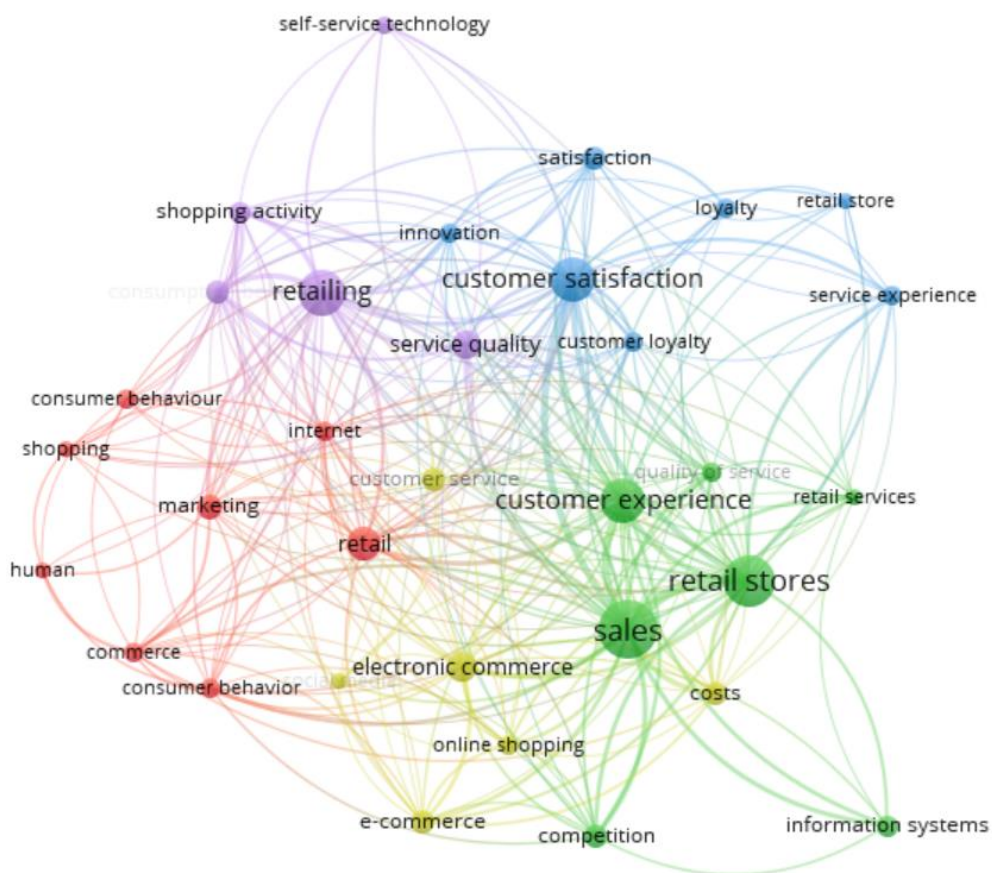 self-service technology
satisfaction
retail store
loyalty
shopping activity
innovation
customer satisfaction
retailing
service experience
service quality
customer loyalty
consumer behaviour
internet
shopping
customer service
quality of service
customer experience
retail services
marketing
retail
human
retail stores
sales
commerce
electronic commerce
consumer behavior
social media
costs
online shopping
e-commerce
information systems
competition